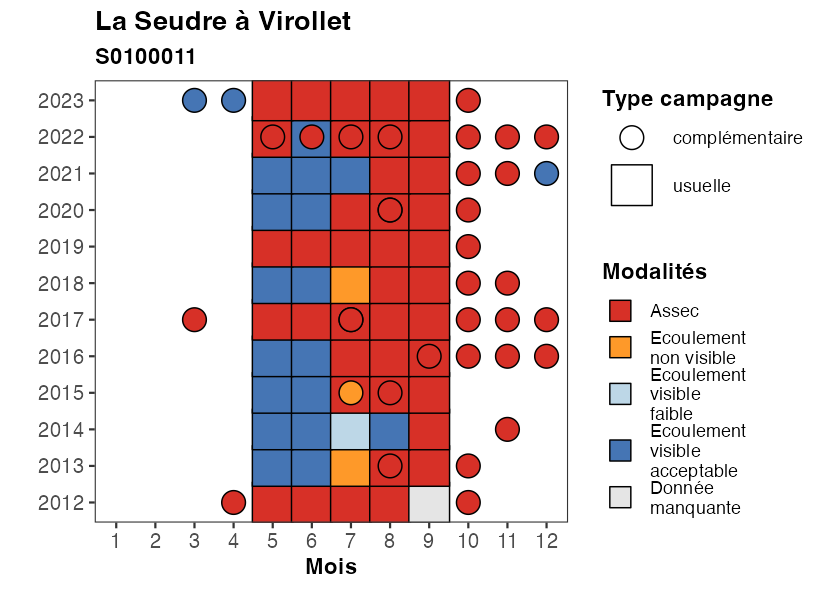 La Seudre à Virollet
S0100011
2023
2022
2021
2020
2019
2018
2017
2016
2015
2014
2013
2012
1 2 3 4 5 6 7 8 9 10 11 12
Mois
Type campagne
complémentaire
usuelle
Modalités
Assec
Ecoulement
non visible
Ecoulement
visible
faible
Ecoulement
visible
acceptable
Donnée
manquante